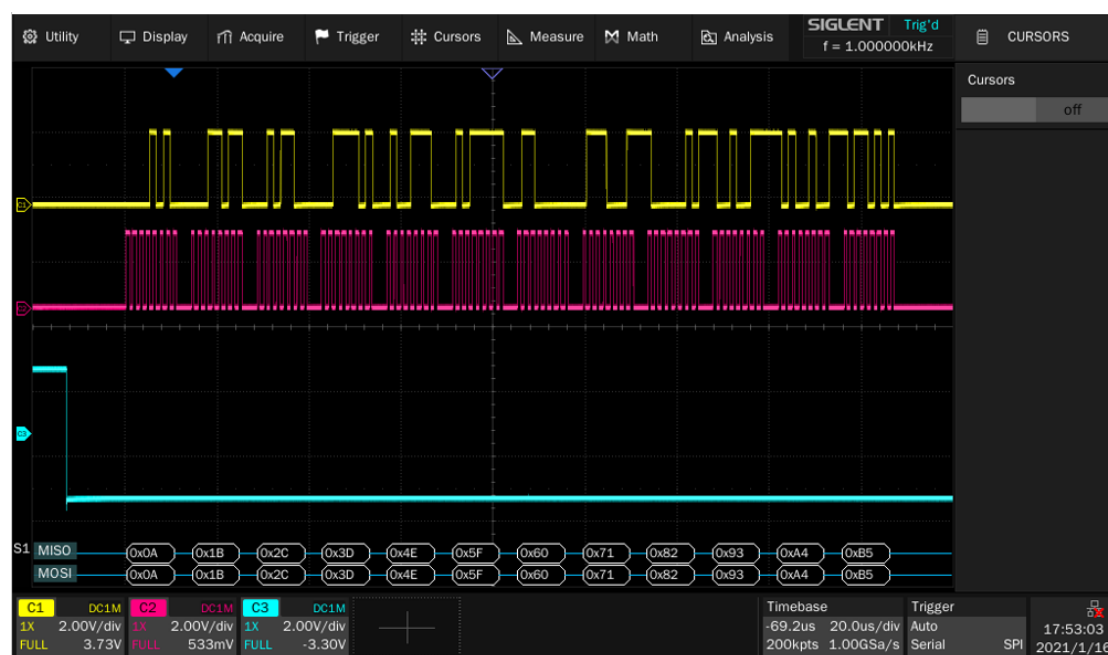 Utility Display Acquire Trigger Cursors Measure Math Analysis SIGLENT Trig'd CURSORS
f = 1.000000kHz
Cursors
off
C1
C2
C3
S1 MISO 0x0A 0x1B 0x2C 0x3D 0x4E 0x5F 0x60 0x71 0x82 0x93 0xA4 0xB5
MOSI 0x0A 0x1B 0x2C 0x3D 0x4E 0x5F 0x60 0x71 0x82 0x93 0xA4 0xB5
C1 DC1M C2 DC1M C3 DC1M Timebase Trigger
1X 2.00V/div 1X 2.00V/div 1X 2.00V/div -69.2us 20.0us/div Auto 17:53:03
FULL 3.73V FULL 533mV FULL -3.30V 200kpts 1.00GSa/s Serial SPI 2021/1/16